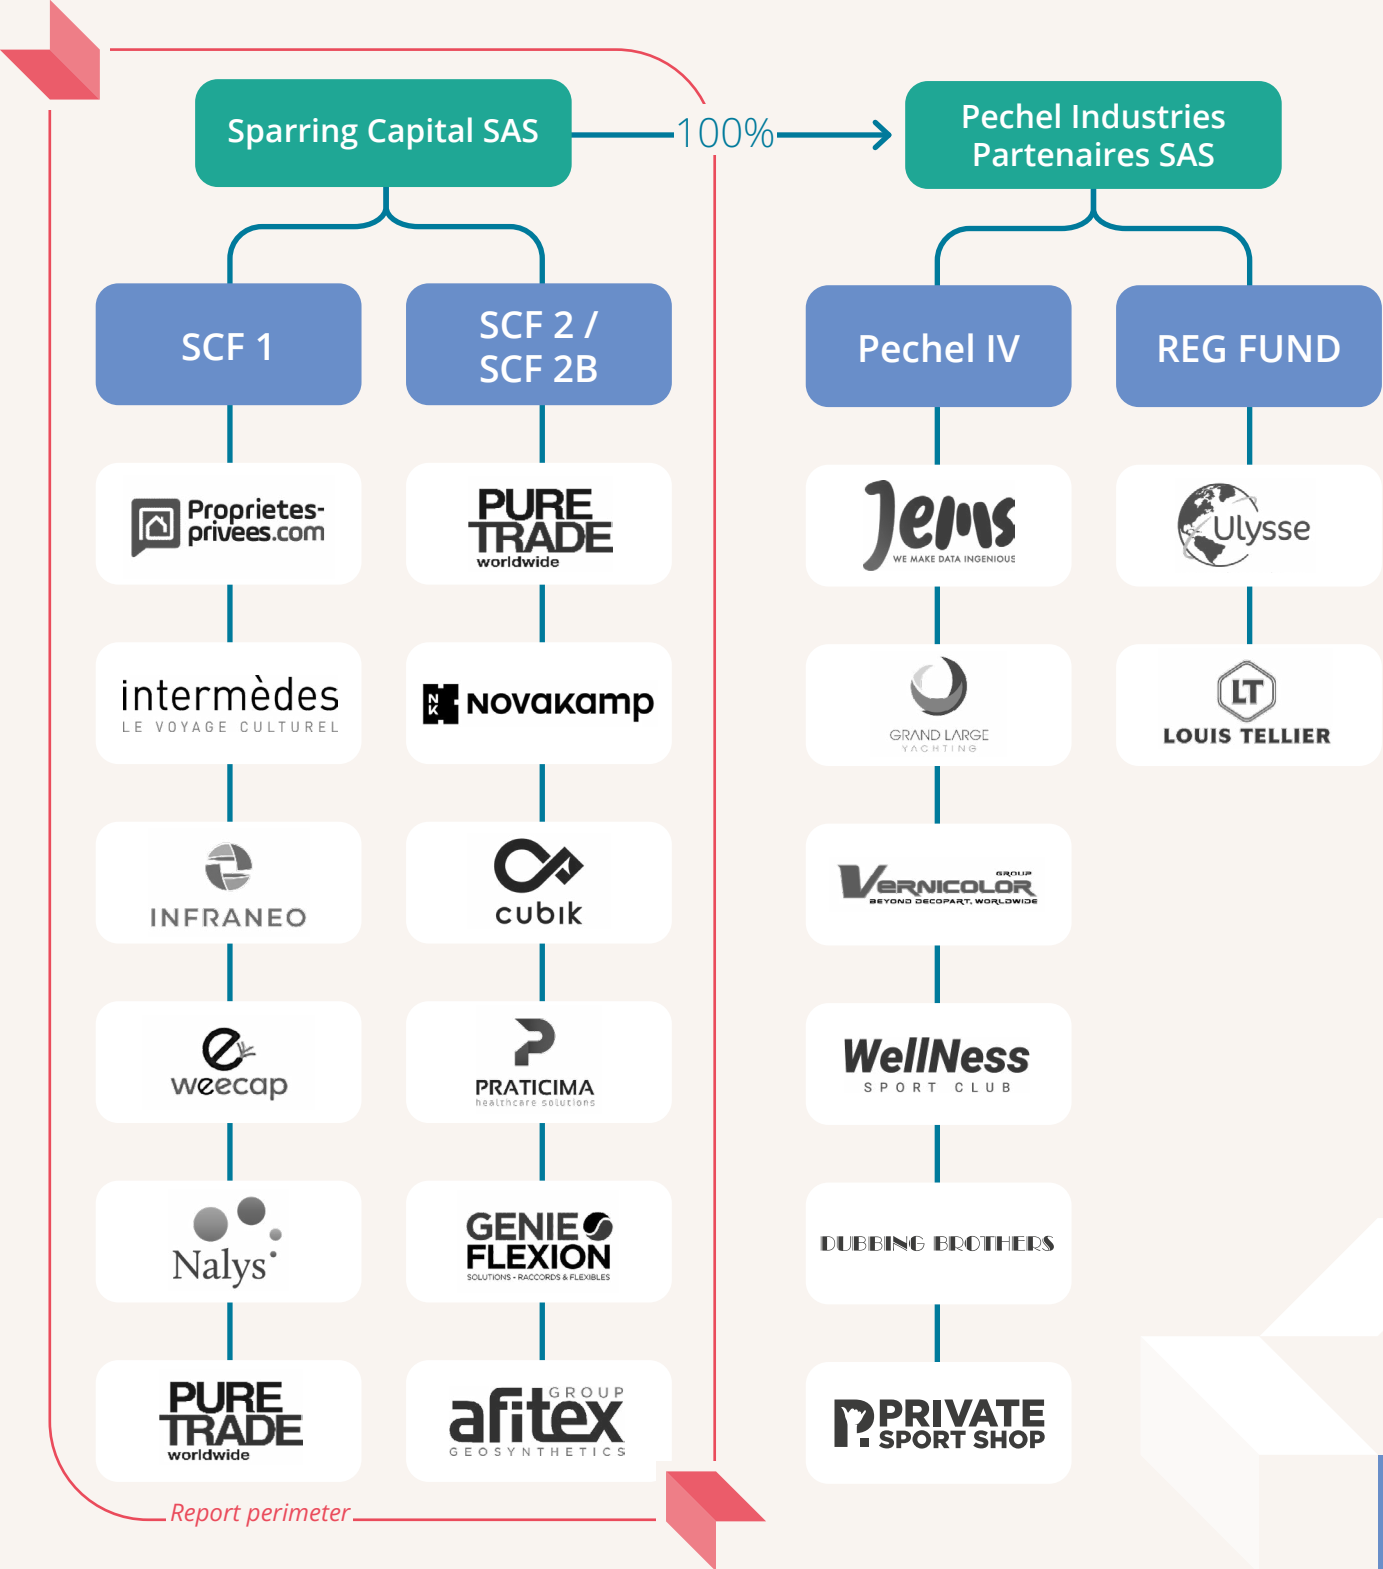 Sparring Capital SAS
100%
Pechel Industries
Partenaires SAS
SCF 1
SCF 2 /
SCF 2B
Pechel IV
REG FUND
Proprietes-
privees.com
intermèdes
LE VOYAGE CULTUREL
INFRANEO
weecap
Nalys
PURE
TRADE
worldwide
PURE
TRADE
worldwide
NK
NOVAKAMP
cubik
PRATICIMA
healthcare solutions
GENIE
FLEXION
SOLUTIONS - RACCORDS & FLEXIBLES
GROUP
afitex
GEOSYNTHETICS
Jems
WE MAKE DATA INGENIOUS
GRAND LARGE
YACHTING
GROUP
VERNICOLOR
BEYOND DECOPART, WORLDWIDE
WellNess
SPORT CLUB
DUBBING BROTHERS
PRIVATE
SPORT SHOP
Ulysse
LT
LOUIS TELLIER
Report perimeter